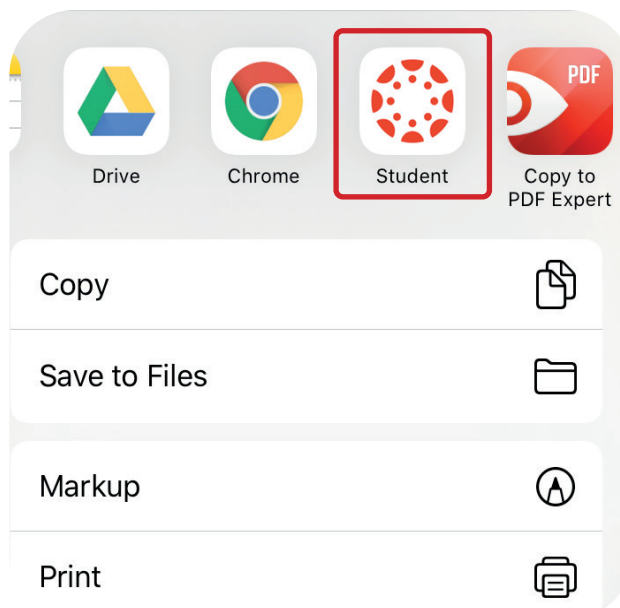 PDF
Drive
Chrome
Student
Copy to
PDF Expert
Copy
Save to Files
Markup
Print